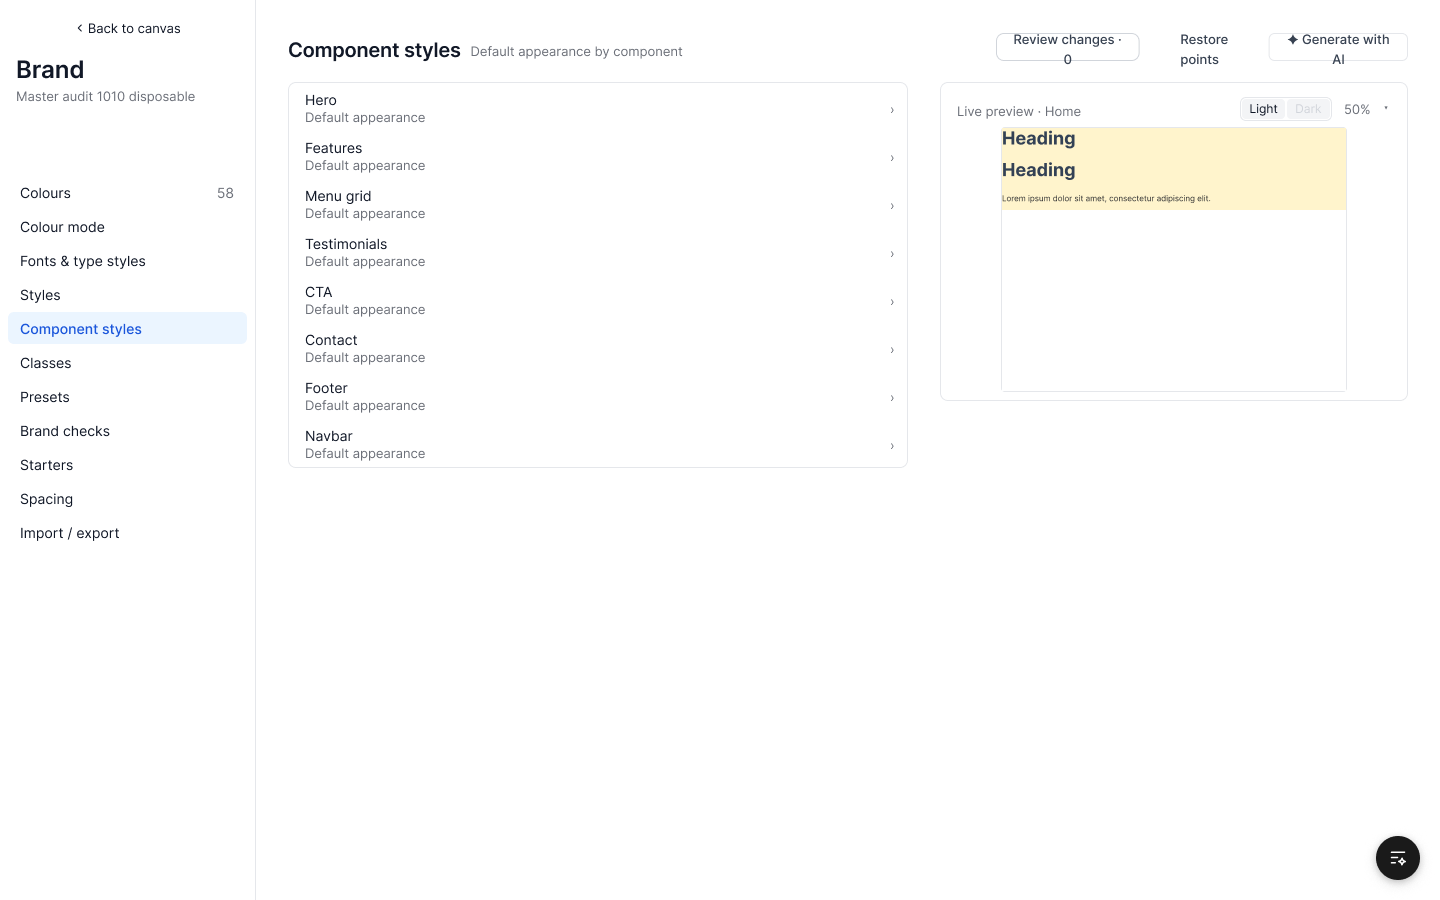 ‹ Back to canvas
Brand
Master audit 1010 disposable
Colours 58
Colour mode
Fonts & type styles
Styles
Component styles
Classes
Presets
Brand checks
Starters
Spacing
Import / export
Component styles Default appearance by component
Review changes ·
0
Restore
points
✦ Generate with
AI
Hero
Default appearance
Features
Default appearance
Menu grid
Default appearance
Testimonials
Default appearance
CTA
Default appearance
Contact
Default appearance
Footer
Default appearance
Navbar
Default appearance
Live preview · Home
Light Dark 50%
Heading
Heading
Lorem ipsum dolor sit amet, consectetur adipiscing elit.